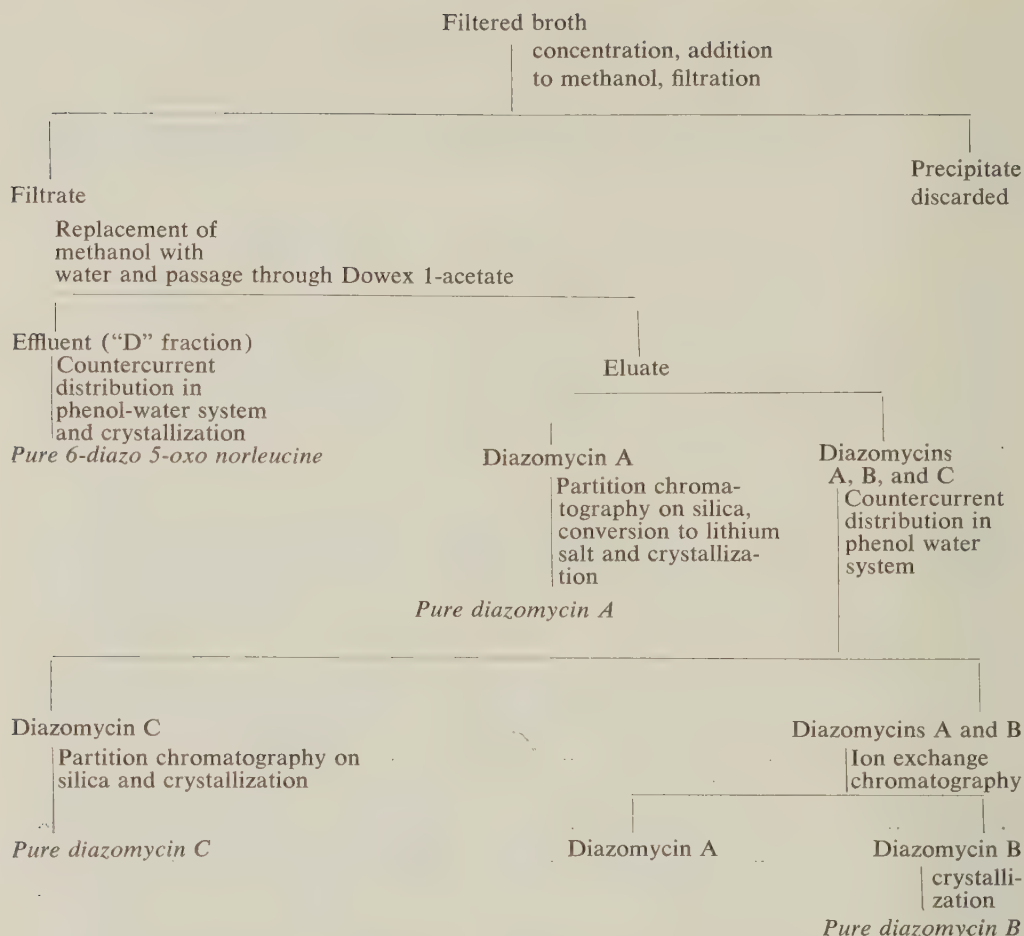 Filtered broth
concentration, addition
to methanol, filtration
Precipitate
discarded
Filtrate
Replacement of
methanol with
water and passage through Dowex 1-acetate
Effluent ("D" fraction)
Countercurrent
distribution in
phenol-water system
and crystallization
Pure 6-diazo 5-oxo norleucine
Eluate
Diazomycin A
Partition chroma-
tography on silica,
conversion to lithium
salt and crystalliza-
tion
Pure diazomycin A
Diazomycins
A, B, and C
Countercurrent
distribution in
phenol water
system
Diazomycin C
Partition chromatography on
silica and crystallization
Pure diazomycin C
Diazomycins A and B
Ion exchange
chromatography
Diazomycin A
Diazomycin B
crystalli-
zation
Pure diazomycin B